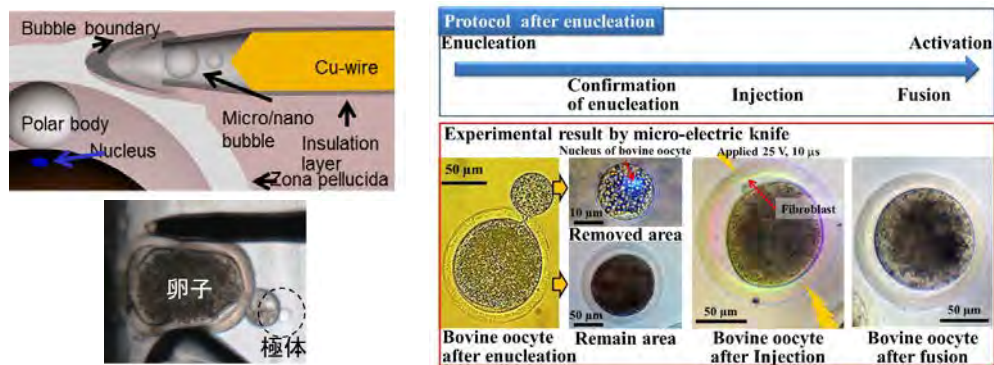 Bubble boundary
Cu-wire
Polar body
Nucleus
Micro/nano
bubble
Insulation
layer
Zona pellucida
卵子
極体
Protocol after enucleation
Enucleation
Activation
Confirmation
of enucleation
Injection
Fusion
Experimental result by micro-electric knife
50 μm
Nucleus of bovine oocyte
10 μm
Removed area
50 μm
Remain area
Bovine oocyte
after enucleation
Applied 25 V, 10 μs
Fibroblast
50 μm
Bovine oocyte
after Injection
50 μm
Bovine oocyte
after fusion